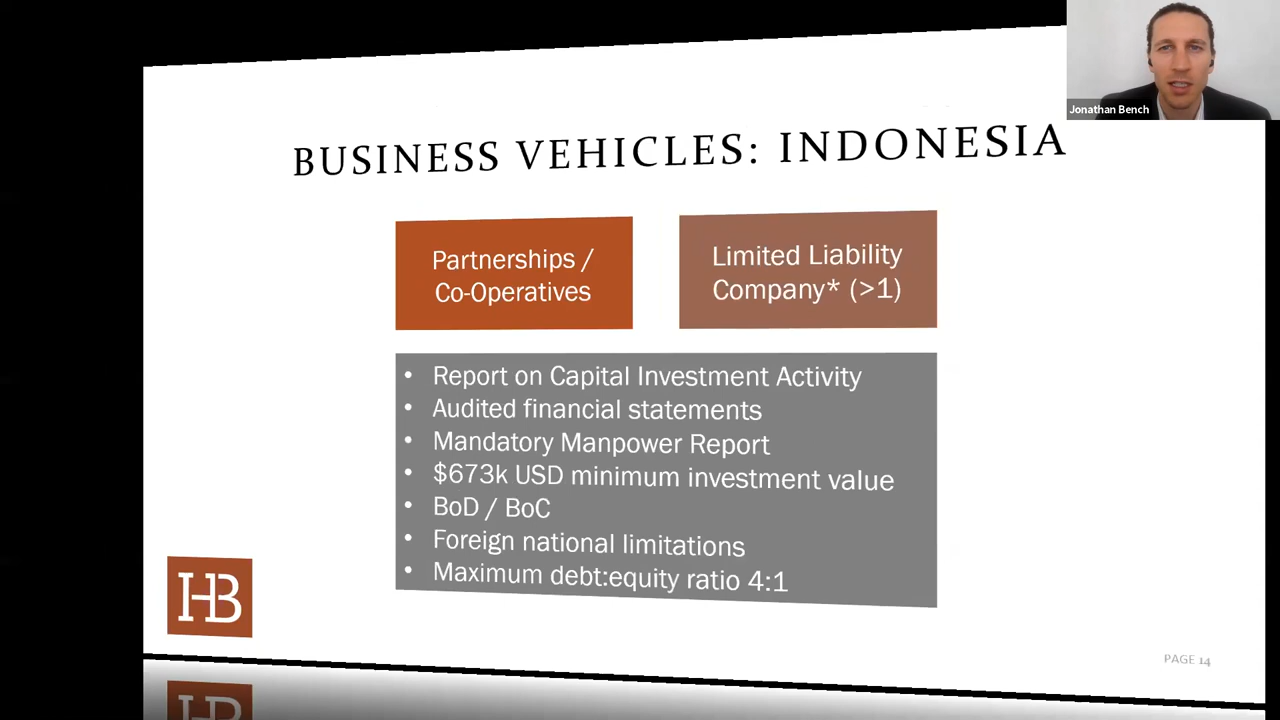 Jonathan Bench
BUSINESS VEHICLES: INDONESIA
Partnerships /
Co-Operatives
Limited Liability
Company* (>1)
• Report on Capital Investment Activity
• Audited financial statements
• Mandatory Manpower Report
• $673k USD minimum investment value
• BoD / BoC
• Foreign national limitations
• Maximum debt:equity ratio 4:1
HB
PAGE 14